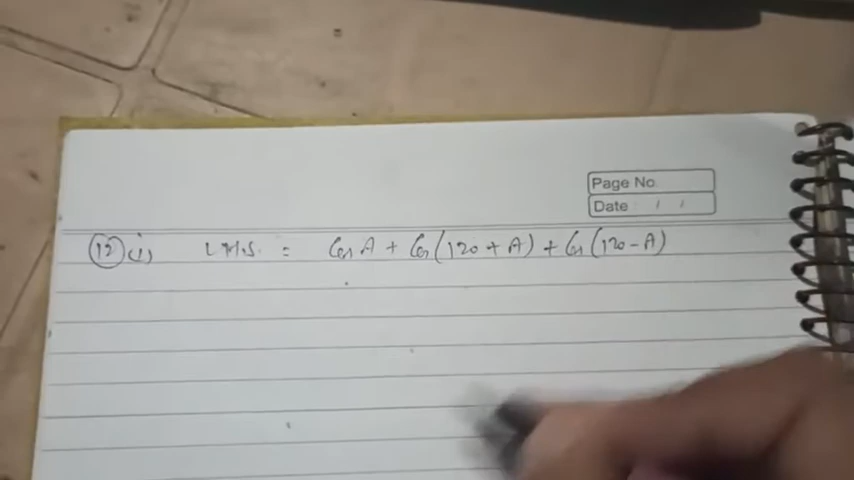 Page No.
Date : / /
(12) (i) L.H.S. = Cos A + Cos (120 + A) + Cos (120 - A)